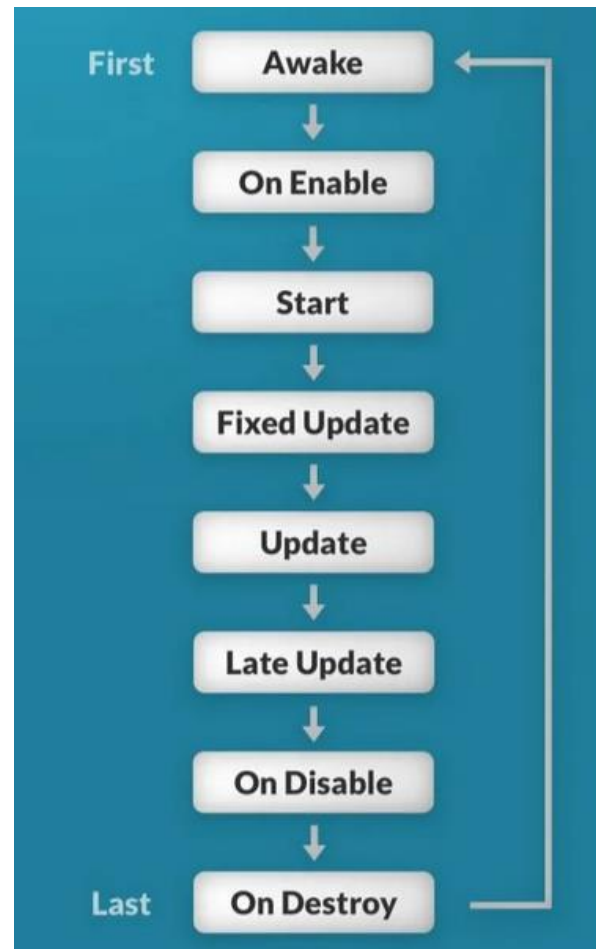 First
Awake
On Enable
Start
Fixed Update
Update
Late Update
On Disable
Last
On Destroy